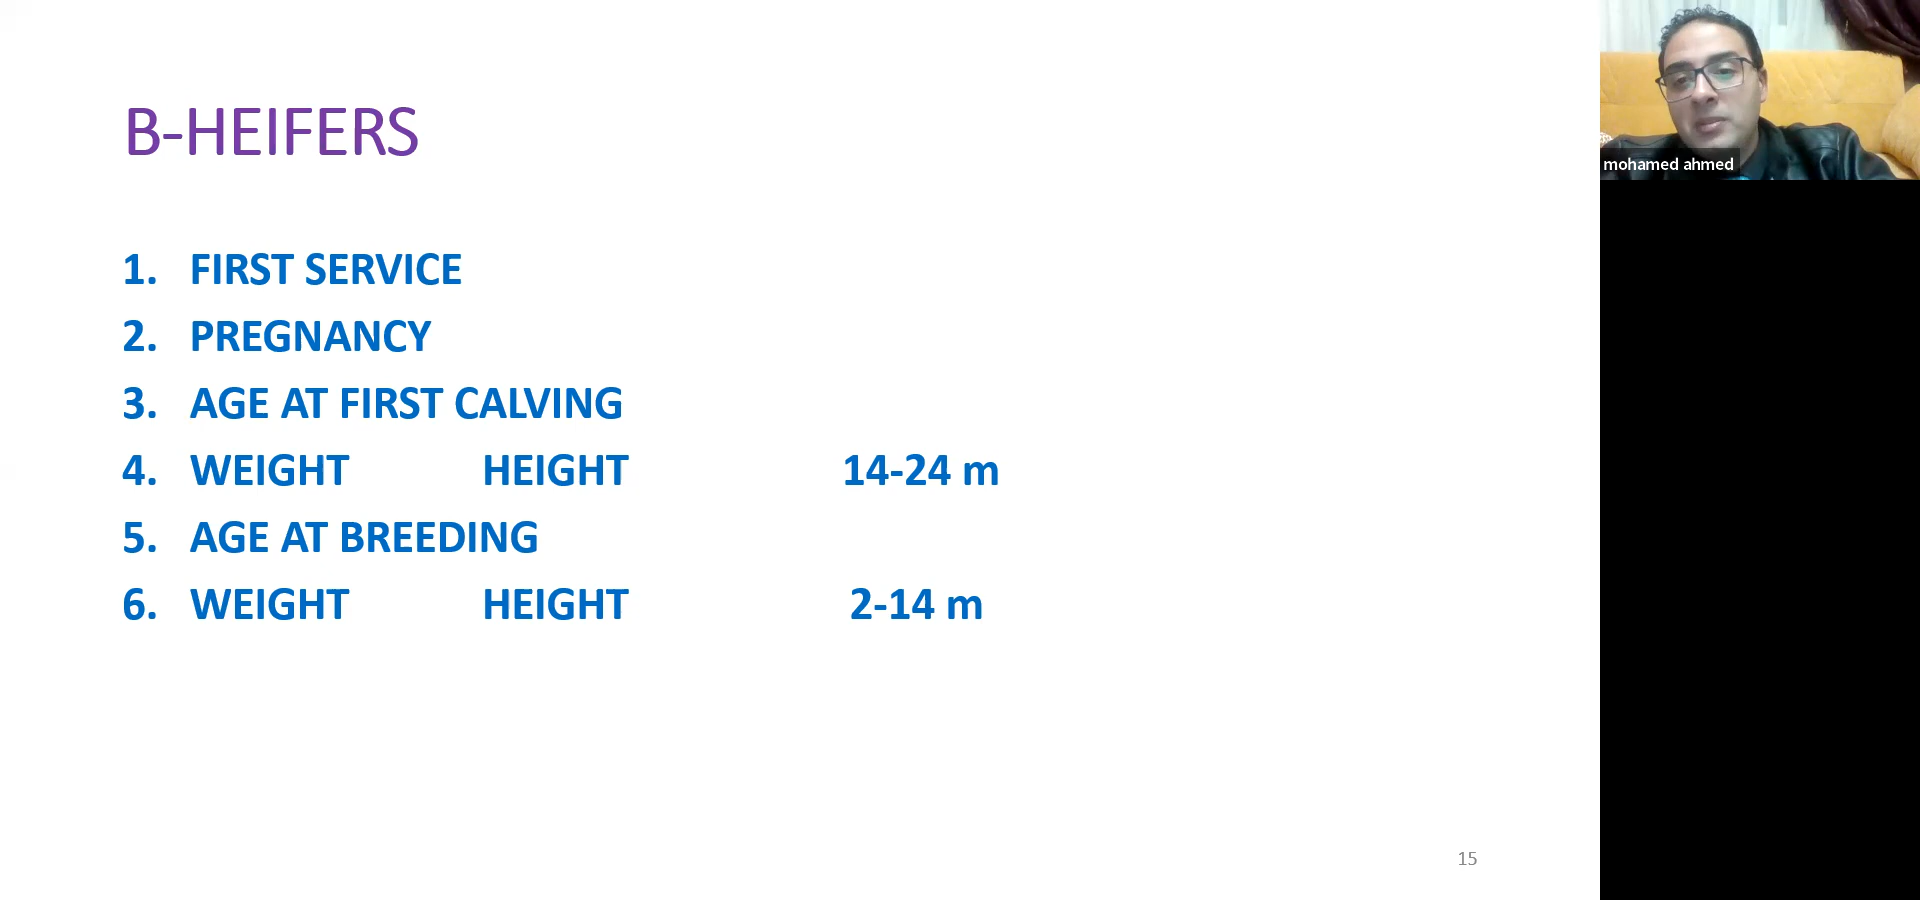 B-HEIFERS
1. FIRST SERVICE
2. PREGNANCY
3. AGE AT FIRST CALVING
4. WEIGHT HEIGHT 14-24 m
5. AGE AT BREEDING
6. WEIGHT HEIGHT 2-14 m
15
mohamed ahmed